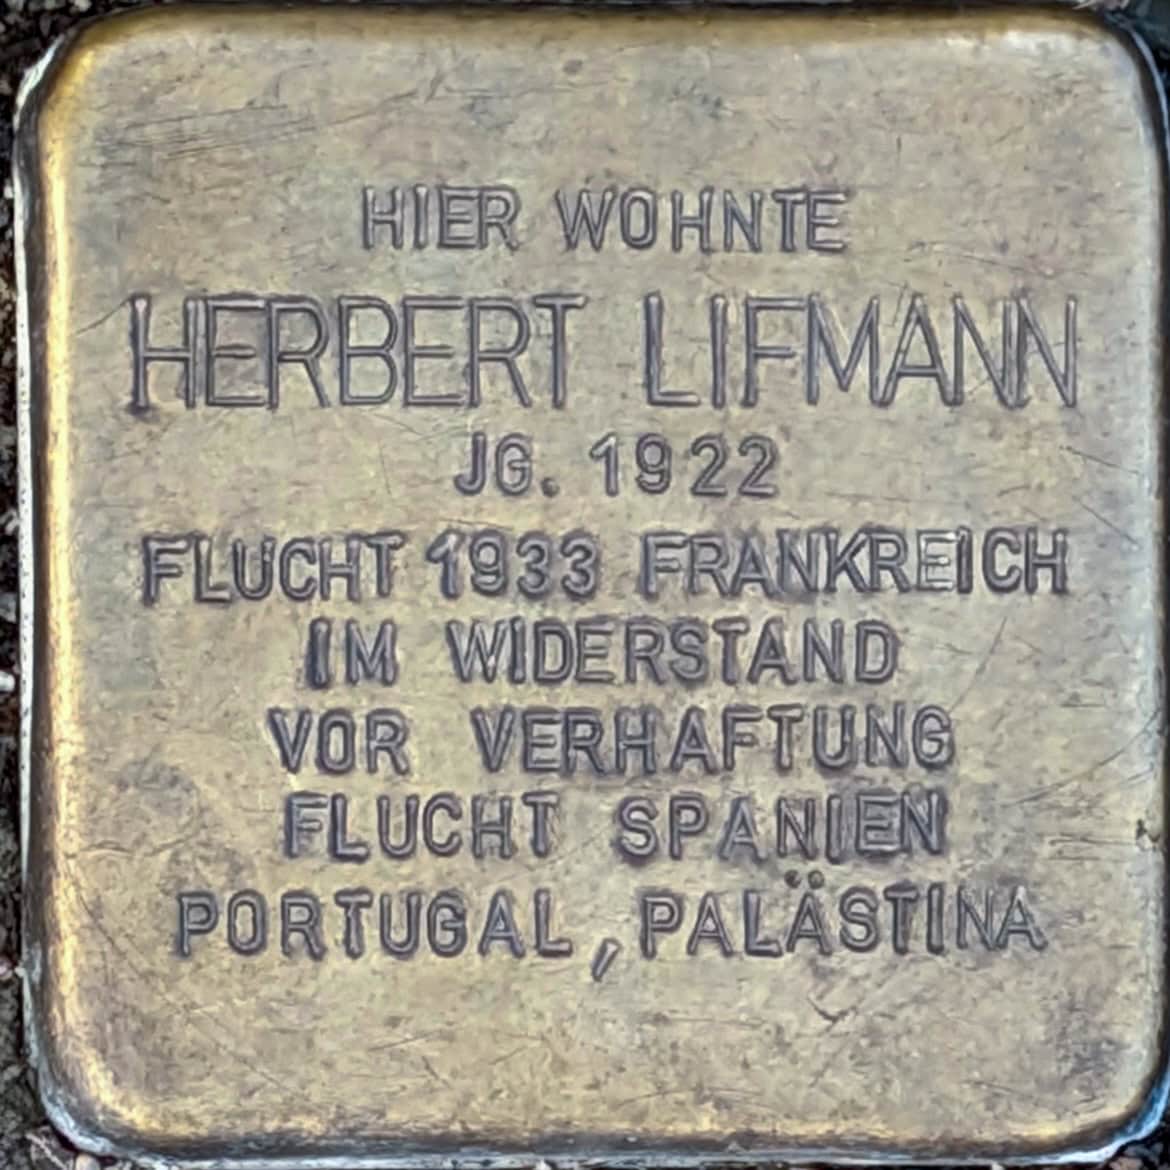 HIER WOHNTE
HERBERT LIFMANN
JG. 1922
FLUCHT 1933 FRANKREICH
IM WIDERSTAND
VOR VERHAFTUNG
FLUCHT SPANIEN
PORTUGAL, PALÄSTINA